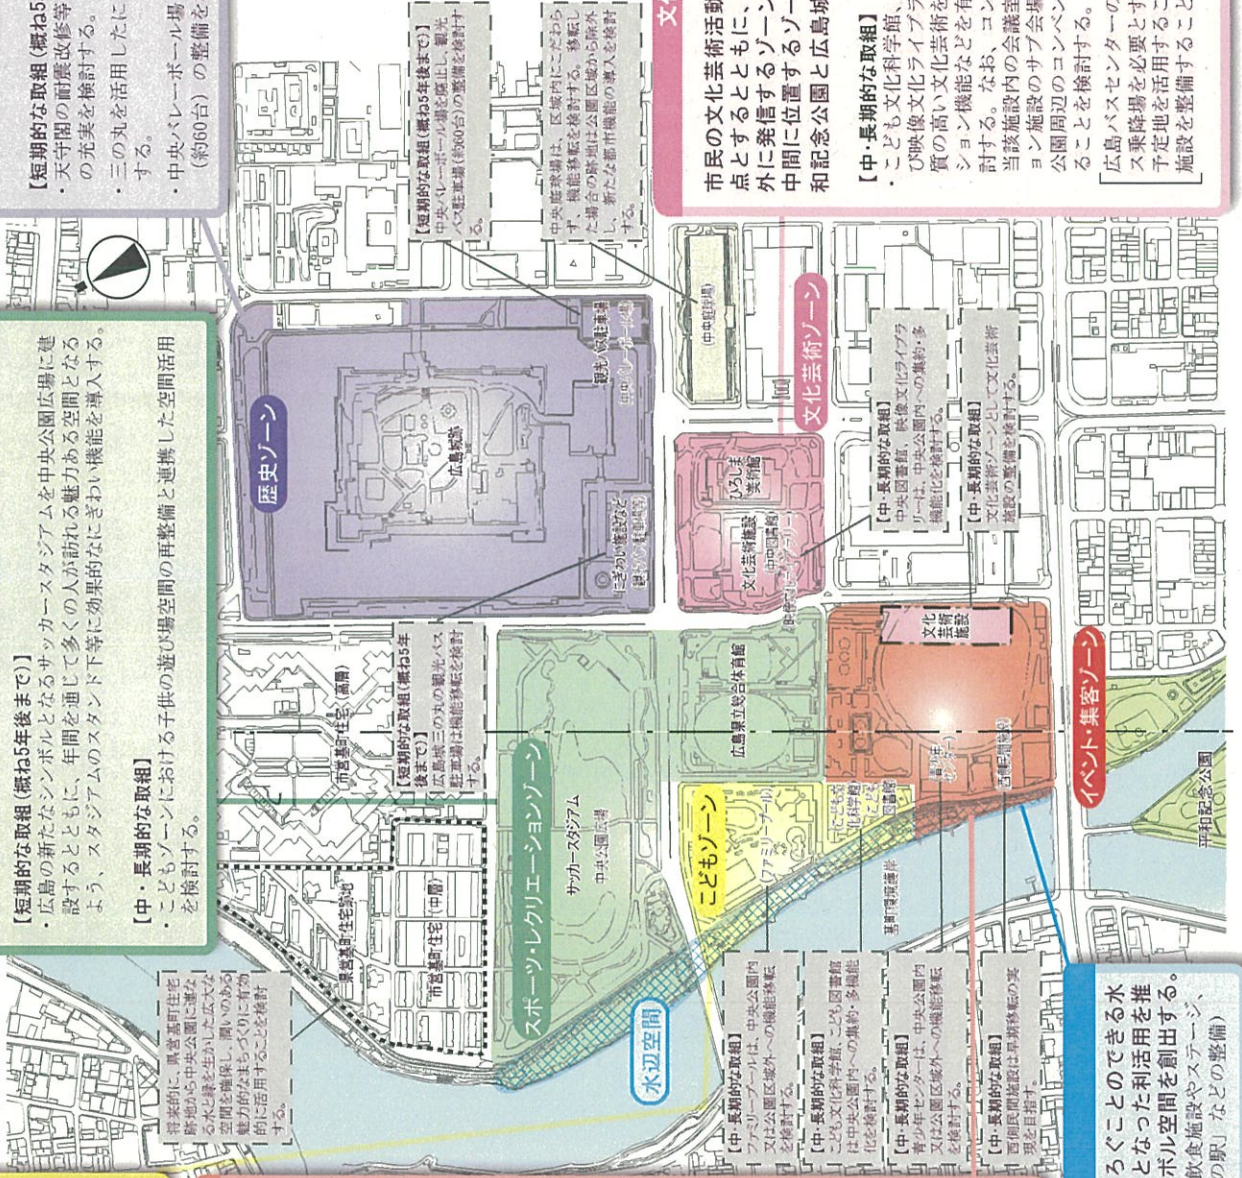 【短期的な取組(概ね5年後まで)】
・広島の新たなシンボルとなるサッカースタジアムを中央公園広場に建
設するとともに、年間を通じて多くの人が訪れる魅力ある空間となる
よう、スタジアムのスタンド下等に効果的なにぎわい機能を導入する。
【中・長期的な取組】
・こどもゾーンにおける子供の遊び場空間の再整備と連携した空間活用
を検討する。
【短期的な取組(概ね5
・天守閣の耐震改修等
の充実を検討する。
・三の丸を活用したに
する。
・中央バレーボール場
(約60台)の整備を
将来的に、県営基町住宅
跡地から中央公園に連な
る水と緑を生かした広大な
空間を確保し、潤いのある
魅力的なまちづくりに有効
的に活用することを検討
する。
県営基町住宅跡地
市営基町住宅(中層)
市営基町住宅(高層)
歴史ゾーン
広島城跡
にぎわい施設など
観光バス駐車場
【短期的な取組(概ね5年
後まで)】
広島城三の丸の観光バス
駐車場は機能移転を検討
する。
【短期的な取組(概ね5年後まで)】
中央バレーボール場を廃止し、観光
バス駐車場(約60台)の整備を検討す
る。
中央庭球場は、区域内にこだわら
ず、機能移転を検討する。移転し
た場合の跡地は公園区域から除外
し、新たな都市機能の導入を検討
する。
(中央庭球場)
スポーツ・レクリエーションゾーン
サッカースタジアム
中央公園広場
水辺空間
こどもゾーン
(ファミリープール)
広島県立総合体育館
文化芸術ゾーン
ひろしま
美術館
文化芸術施設
(こども文
化科学館
こども
図書館)
文化
芸術
施設
基町環境護岸
イベント・集客ゾーン
平和記念公園
【中・長期的な取組】
中央図書館、映像文化ライブラ
リーは、中央公園内への集約・多
機能化を検討する。
【中・長期的な取組】
文化芸術ゾーンとして文化芸術
施設の整備を検討する。
【中・長期的な取組】
ファミリープールは、中央公園内
又は公園区域外への機能移転
を検討する。
【中・長期的な取組】
こども文化科学館、こども図書館
は中央公園内への集約・多機能
化を検討する。
【中・長期的な取組】
青少年センターは、中央公園内
又は公園区域外への機能移転
を検討する。
【中・長期的な取組】
西側民間施設は早期移転の実
現を目指す。
文化
市民の文化芸術活動
点とするとともに、
外に発信するゾーン
中間に位置するゾー
和記念公園と広島城
【中・長期的な取組】
・こども文化科学館、
び映像文化ライブラ
質の高い文化芸術を
ション機能などを有
討する。なお、コン
当該施設内の会議室
ョン施設のサブ会場
公園周辺のコンベン
ることを検討する。
広島バスセンターの
ス乗降場を必要とす
予定地を活用するこ
施設を整備すること
ろぐことのできる水
となった利活用を推
ボル空間を創出する。
飲食施設やステージ、
の駅」などの整備)